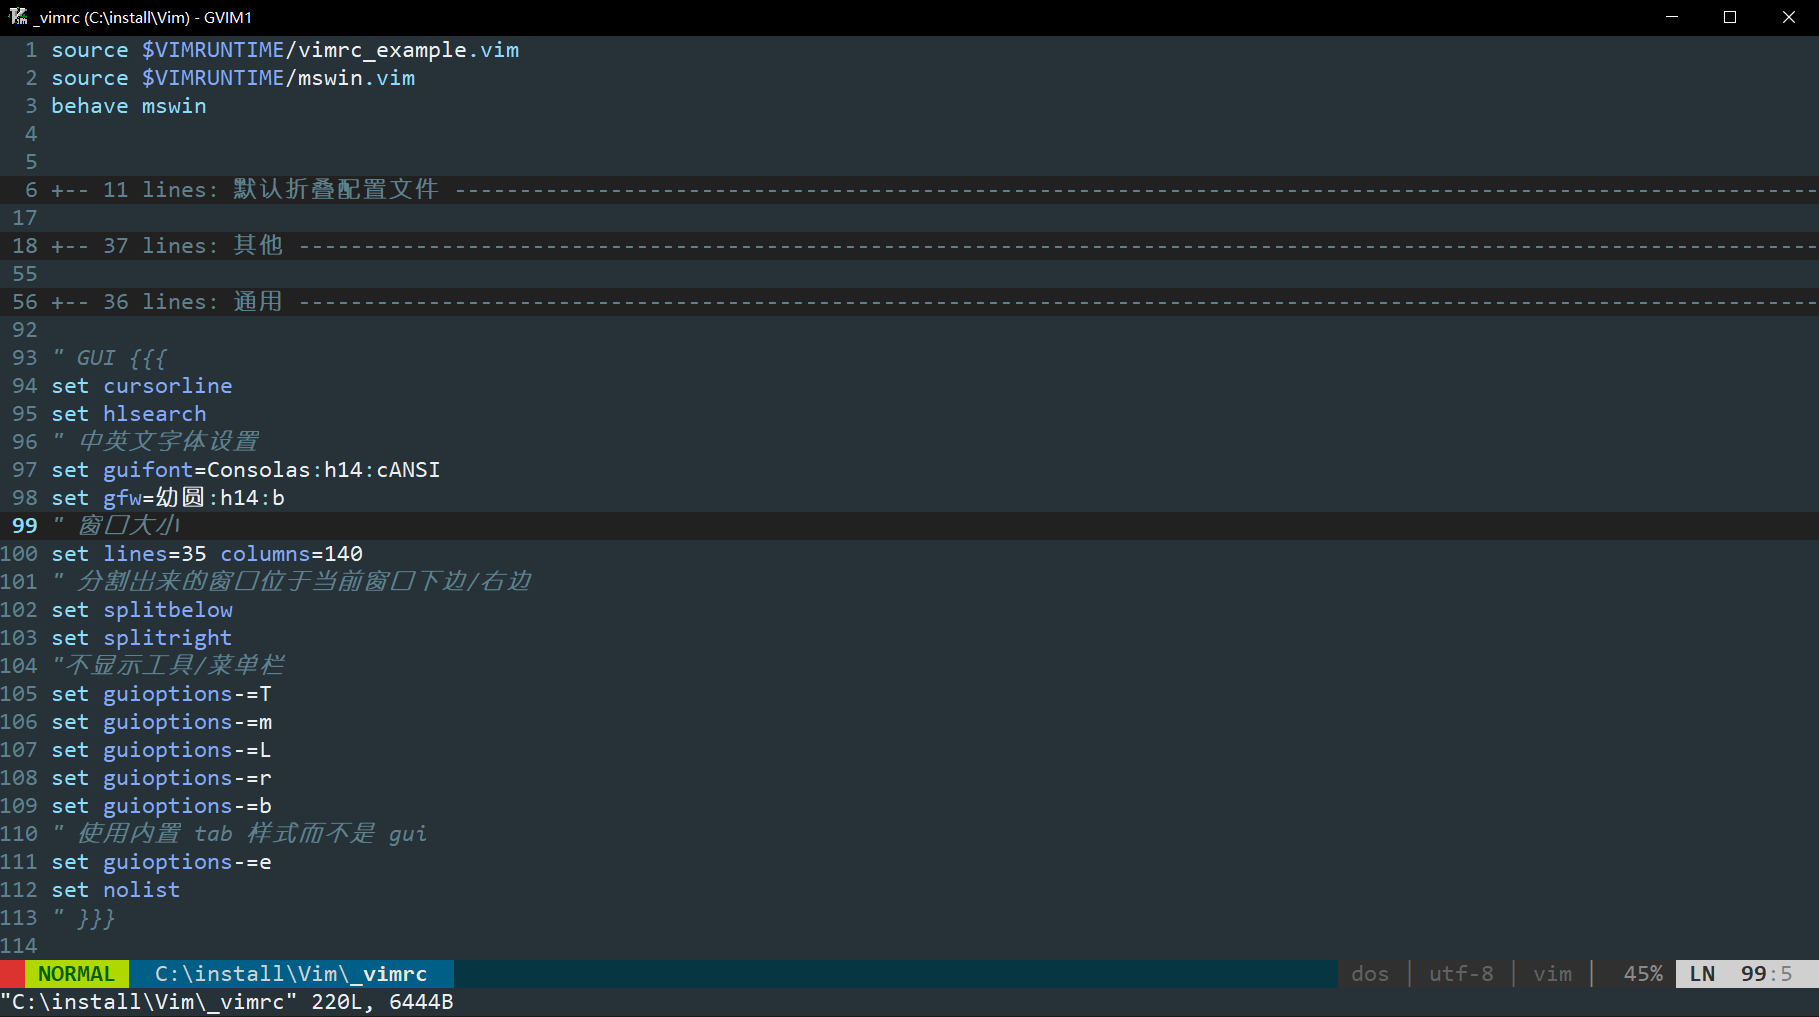 _vimrc (C:\install\Vim) - GVIM1
1 source $VIMRUNTIME/vimrc_example.vim
2 source $VIMRUNTIME/mswin.vim
3 behave mswin
4
5
6 +-- 11 lines: 默认折叠配置文件 ---------------------------------------------------------------------------------------------------------
17
18 +-- 37 lines: 其他 ---------------------------------------------------------------------------------------------------------------------
55
56 +-- 36 lines: 通用 ---------------------------------------------------------------------------------------------------------------------
92
93 " GUI {{{
94 set cursorline
95 set hlsearch
96 " 中英文字体设置
97 set guifont=Consolas:h14:cANSI
98 set gfw=幼圆:h14:b
99 " 窗口大小
100 set lines=35 columns=140
101 " 分割出来的窗口位于当前窗口下边/右边
102 set splitbelow
103 set splitright
104 "不显示工具/菜单栏
105 set guioptions-=T
106 set guioptions-=m
107 set guioptions-=L
108 set guioptions-=r
109 set guioptions-=b
110 " 使用内置 tab 样式而不是 gui
111 set guioptions-=e
112 set nolist
113 " }}}
114
NORMAL C:\install\Vim\_vimrc dos │ utf-8 │ vim │ 45% LN 99:5
"C:\install\Vim\_vimrc" 220L, 6444B